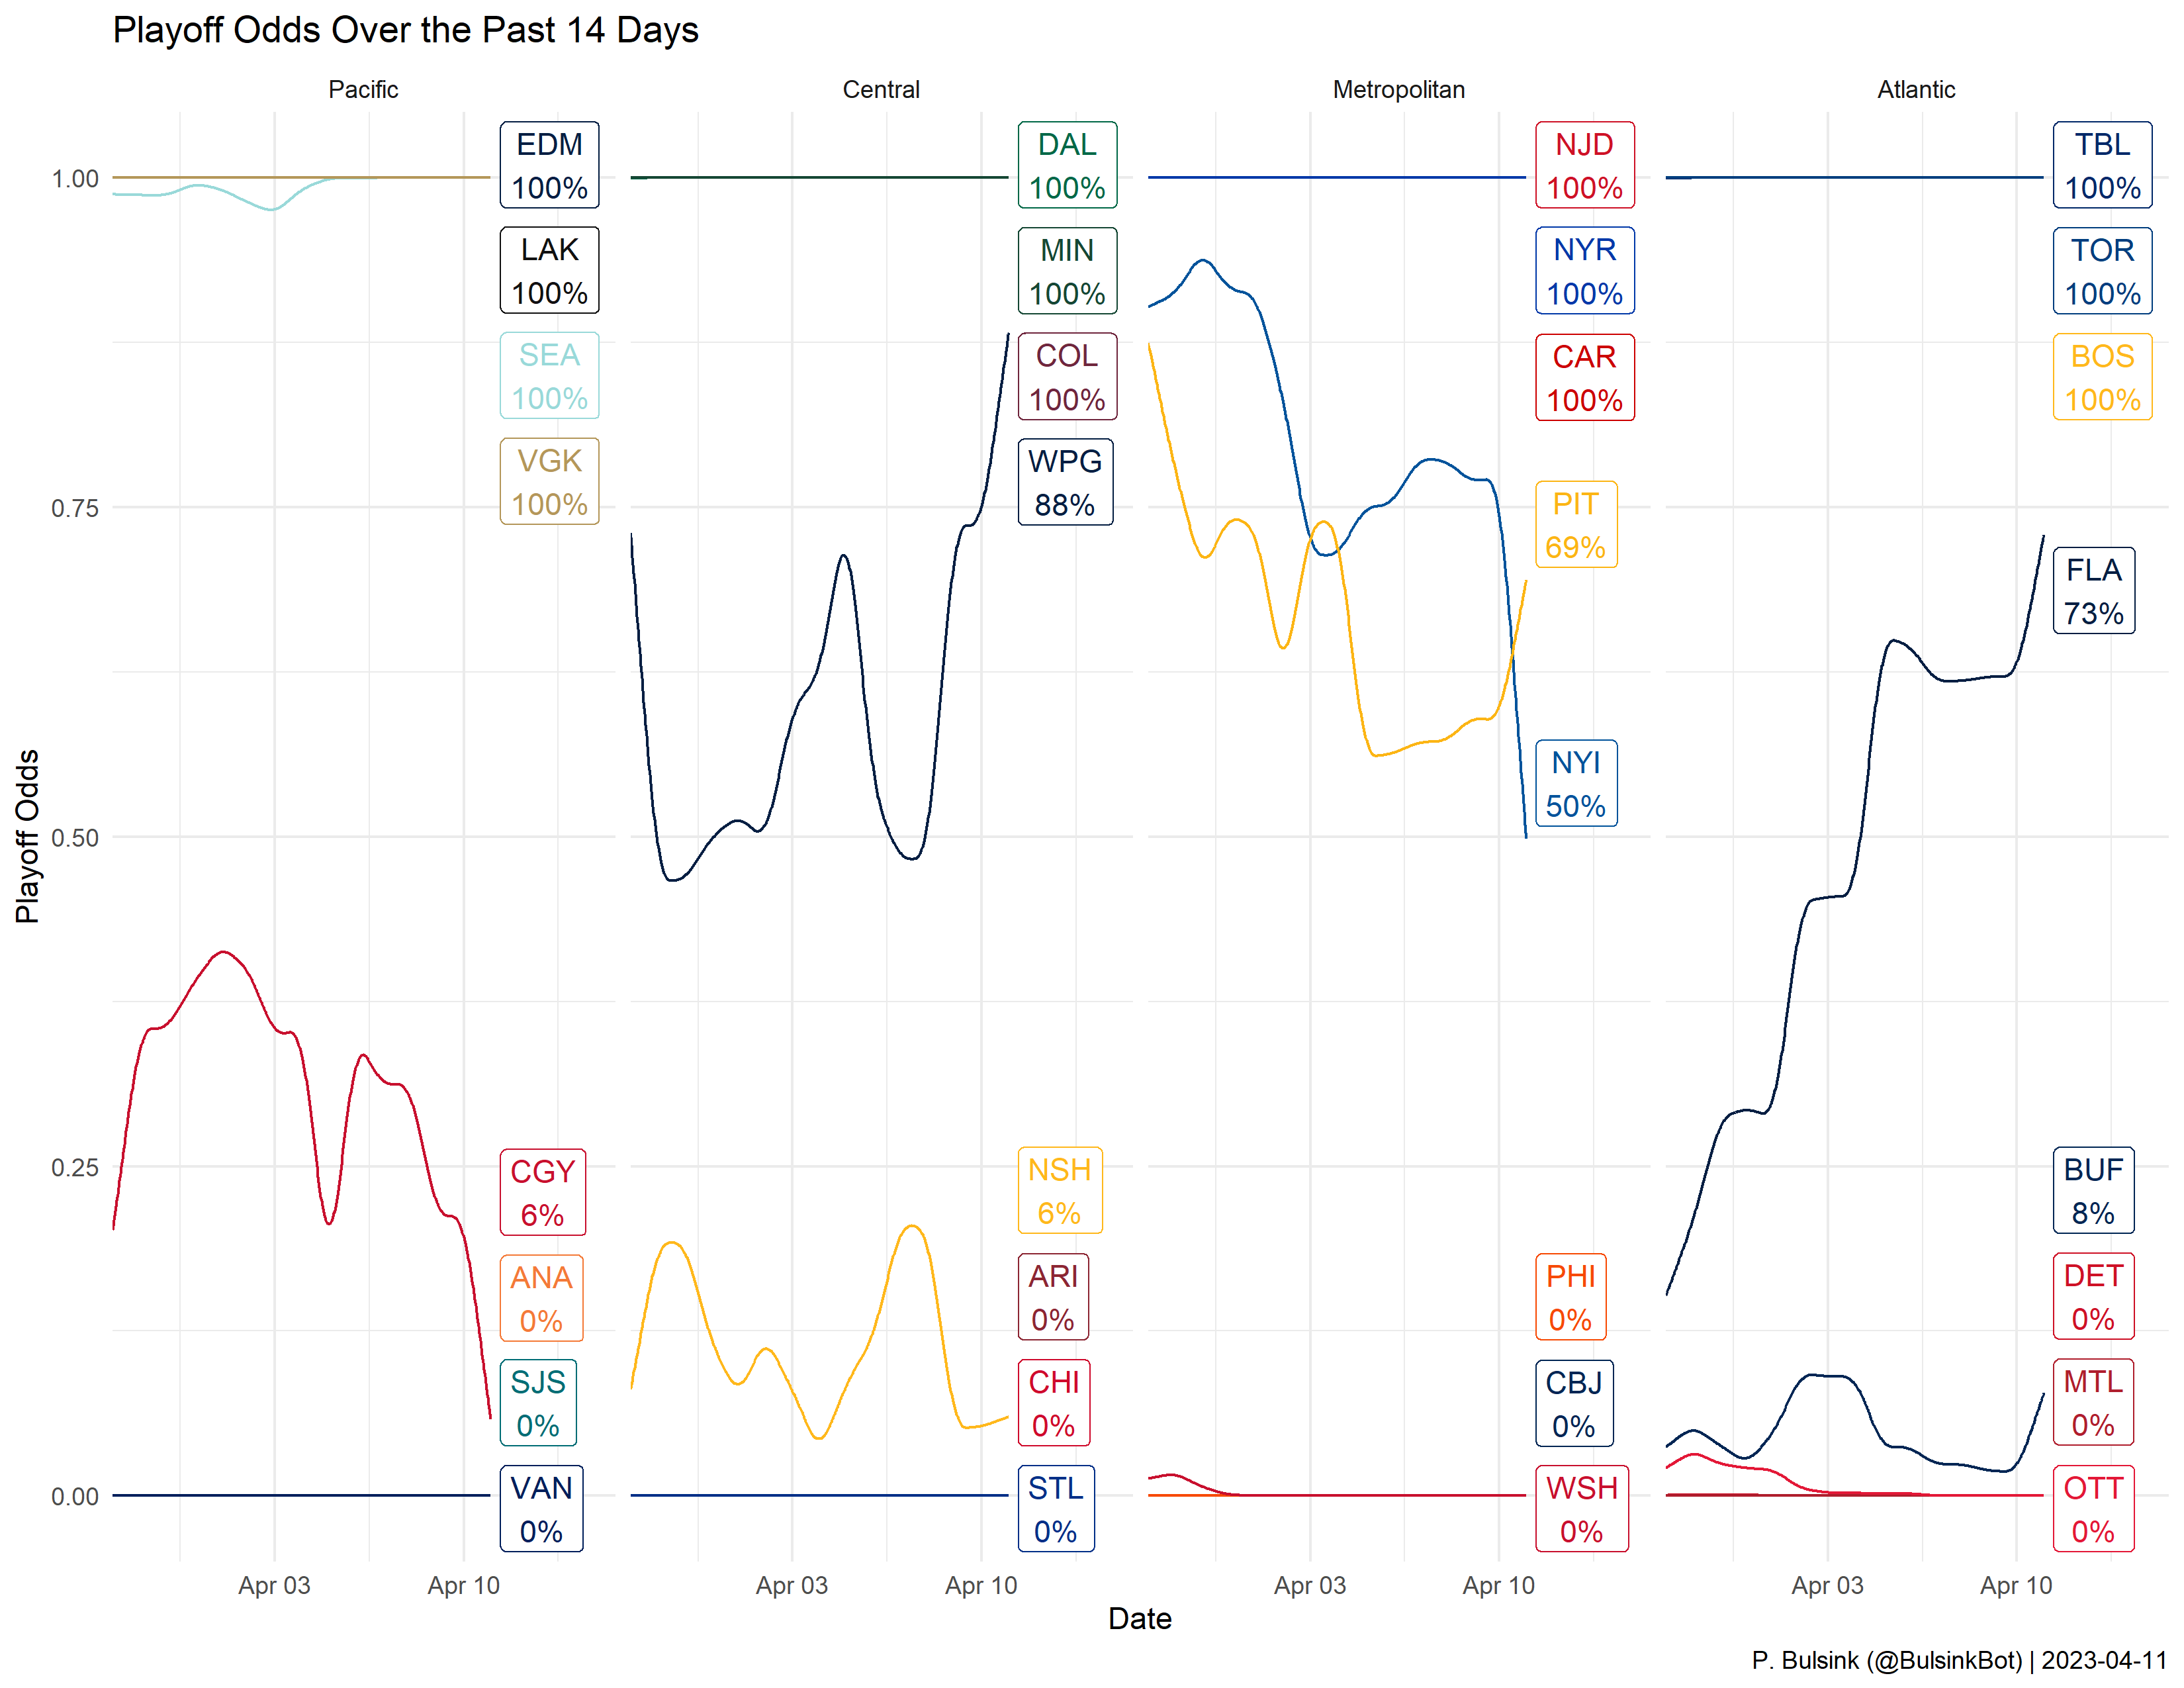 Playoff Odds Over the Past 14 Days
Pacific
Central
Metropolitan
Atlantic
Playoff Odds
1.00
0.75
0.50
0.25
0.00
EDM
100%
LAK
100%
SEA
100%
VGK
100%
CGY
6%
ANA
0%
SJS
0%
VAN
0%
DAL
100%
MIN
100%
COL
100%
WPG
88%
NSH
6%
ARI
0%
CHI
0%
STL
0%
NJD
100%
NYR
100%
CAR
100%
PIT
69%
NYI
50%
PHI
0%
CBJ
0%
WSH
0%
TBL
100%
TOR
100%
BOS
100%
FLA
73%
BUF
8%
DET
0%
MTL
0%
OTT
0%
Apr 03
Apr 10
Apr 03
Apr 10
Apr 03
Apr 10
Apr 03
Apr 10
Date
P. Bulsink (@BulsinkBot) | 2023-04-11